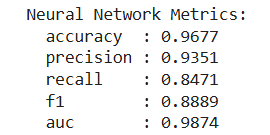 Neural Network Metrics:
accuracy  : 0.9677
precision : 0.9351
recall    : 0.8471
f1        : 0.8889
auc       : 0.9874